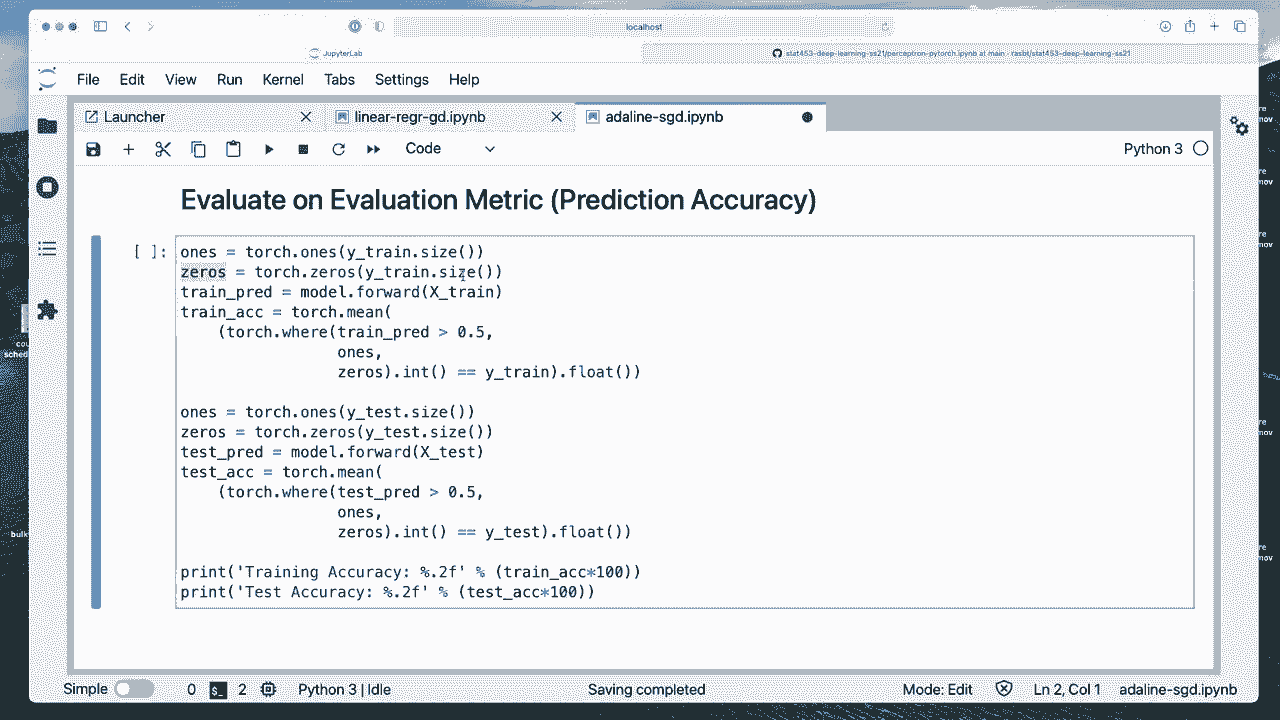 localhost
JupyterLab
stat453-deep-learning-ss21/perceptron-pytorch.ipynb at main · rasbt/stat453-deep-learning-ss21
File Edit View Run Kernel Tabs Settings Help
Launcher
linear-regr-gd.ipynb
adaline-sgd.ipynb
Code
Python 3
Evaluate on Evaluation Metric (Prediction Accuracy)
[ ]: ones = torch.ones(y_train.size())
zeros = torch.zeros(y_train.size())
train_pred = model.forward(X_train)
train_acc = torch.mean(
(torch.where(train_pred > 0.5,
ones,
zeros).int() == y_train).float())
ones = torch.ones(y_test.size())
zeros = torch.zeros(y_test.size())
test_pred = model.forward(X_test)
test_acc = torch.mean(
(torch.where(test_pred > 0.5,
ones,
zeros).int() == y_test).float())
print('Training Accuracy: %.2f' % (train_acc*100))
print('Test Accuracy: %.2f' % (test_acc*100))
Simple 0 $_ 2 Python 3 | Idle Saving completed Mode: Edit Ln 2, Col 1 adaline-sgd.ipynb